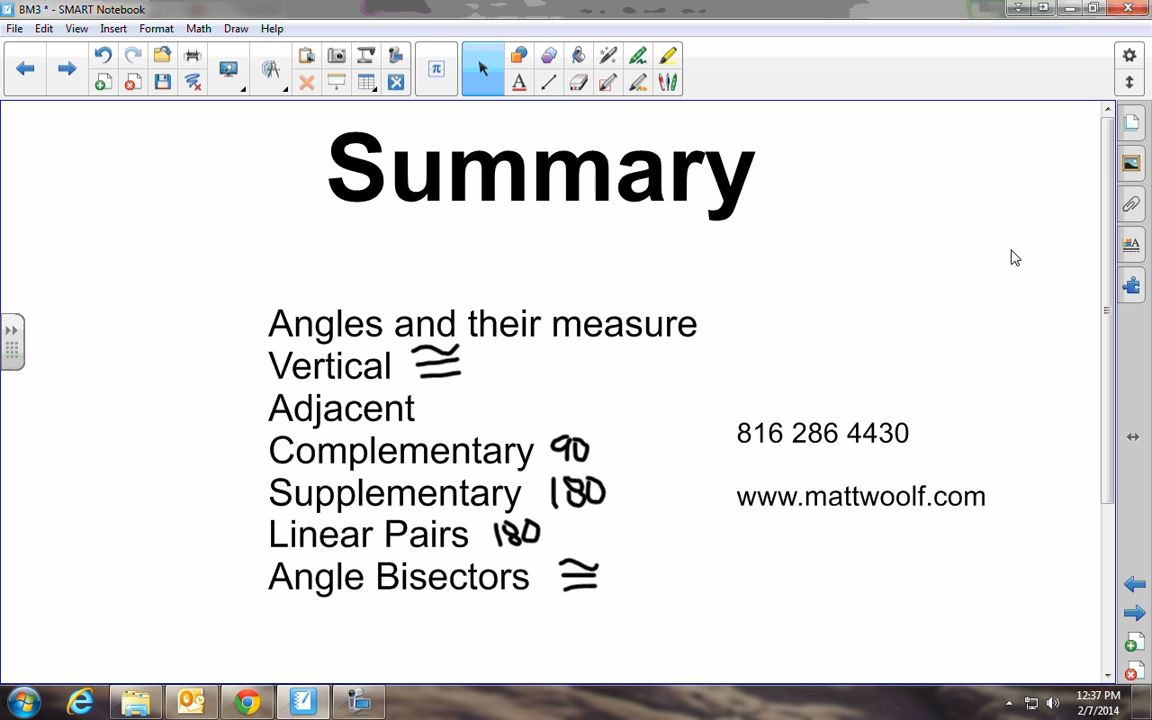 BM3 * - SMART Notebook
File Edit View Insert Format Math Draw Help
Summary
Angles and their measure
Vertical ≅
Adjacent
Complementary 90
Supplementary 180
Linear Pairs 180
Angle Bisectors ≅
816 286 4430
www.mattwoolf.com
12:37 PM
2/7/2014